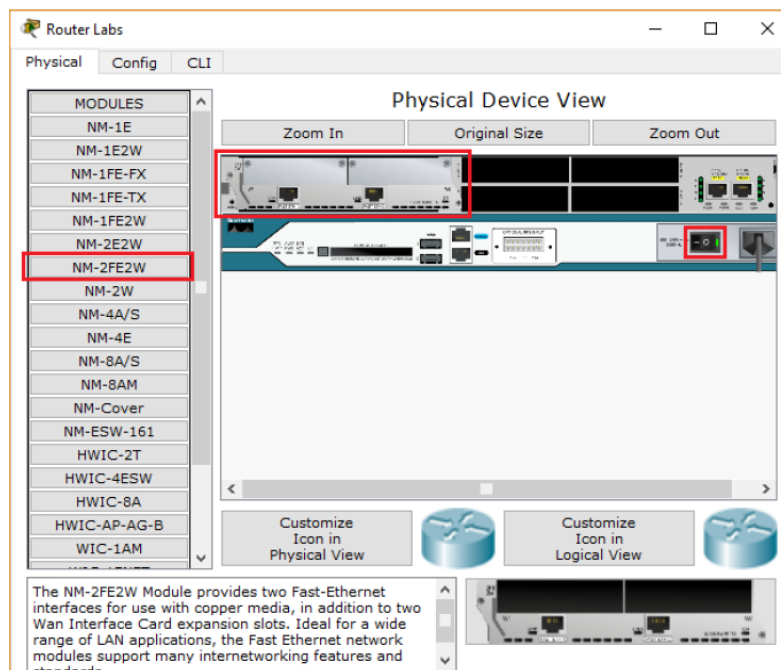 Router Labs
Physical
Config
CLI
MODULES
NM-1E
NM-1E2W
NM-1FE-FX
NM-1FE-TX
NM-1FE2W
NM-2E2W
NM-2FE2W
NM-2W
NM-4A/S
NM-4E
NM-8A/S
NM-8AM
NM-Cover
NM-ESW-161
HWIC-2T
HWIC-4ESW
HWIC-8A
HWIC-AP-AG-B
WIC-1AM
Physical Device View
Zoom In
Original Size
Zoom Out
Customize
Icon in
Physical View
Customize
Icon in
Logical View
The NM-2FE2W Module provides two Fast-Ethernet
interfaces for use with copper media, in addition to two
Wan Interface Card expansion slots. Ideal for a wide
range of LAN applications, the Fast Ethernet network
modules support many internetworking features and